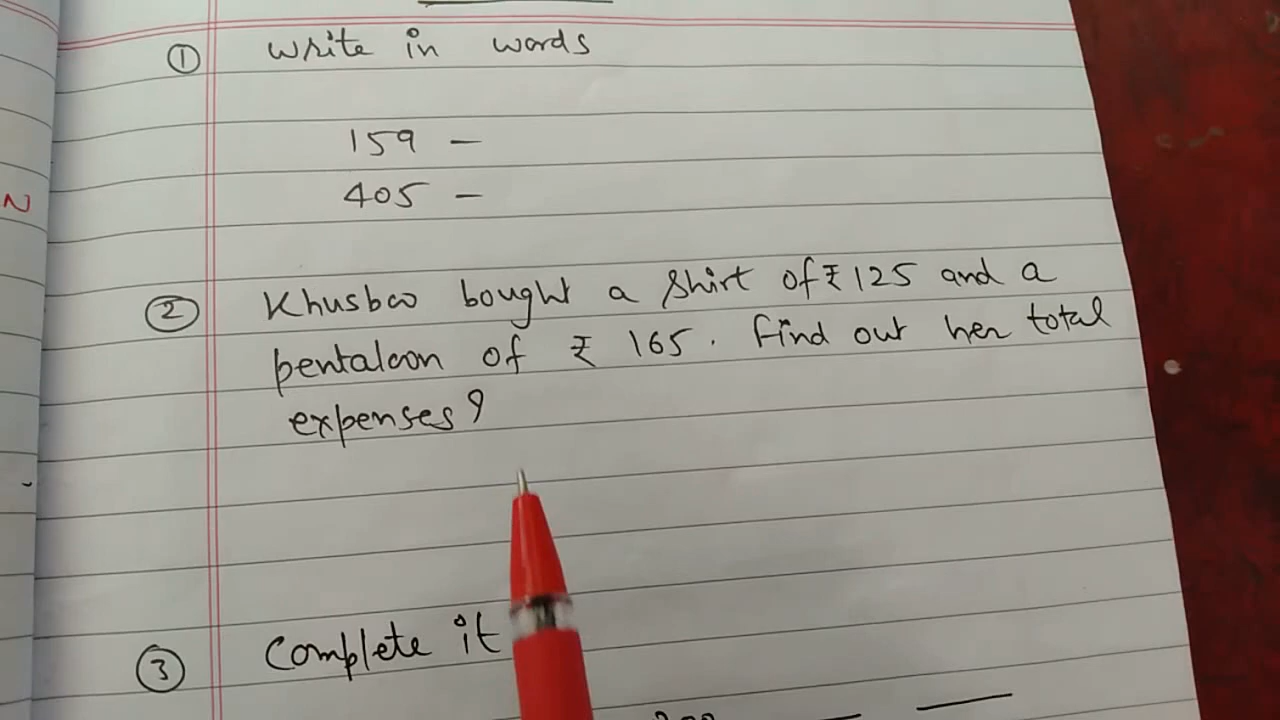 ① Write in words
159 —
405 —
② Khusboo bought a shirt of ₹125 and a
pentaloon of ₹ 165. Find out her total
expenses?
③ Complete it
N